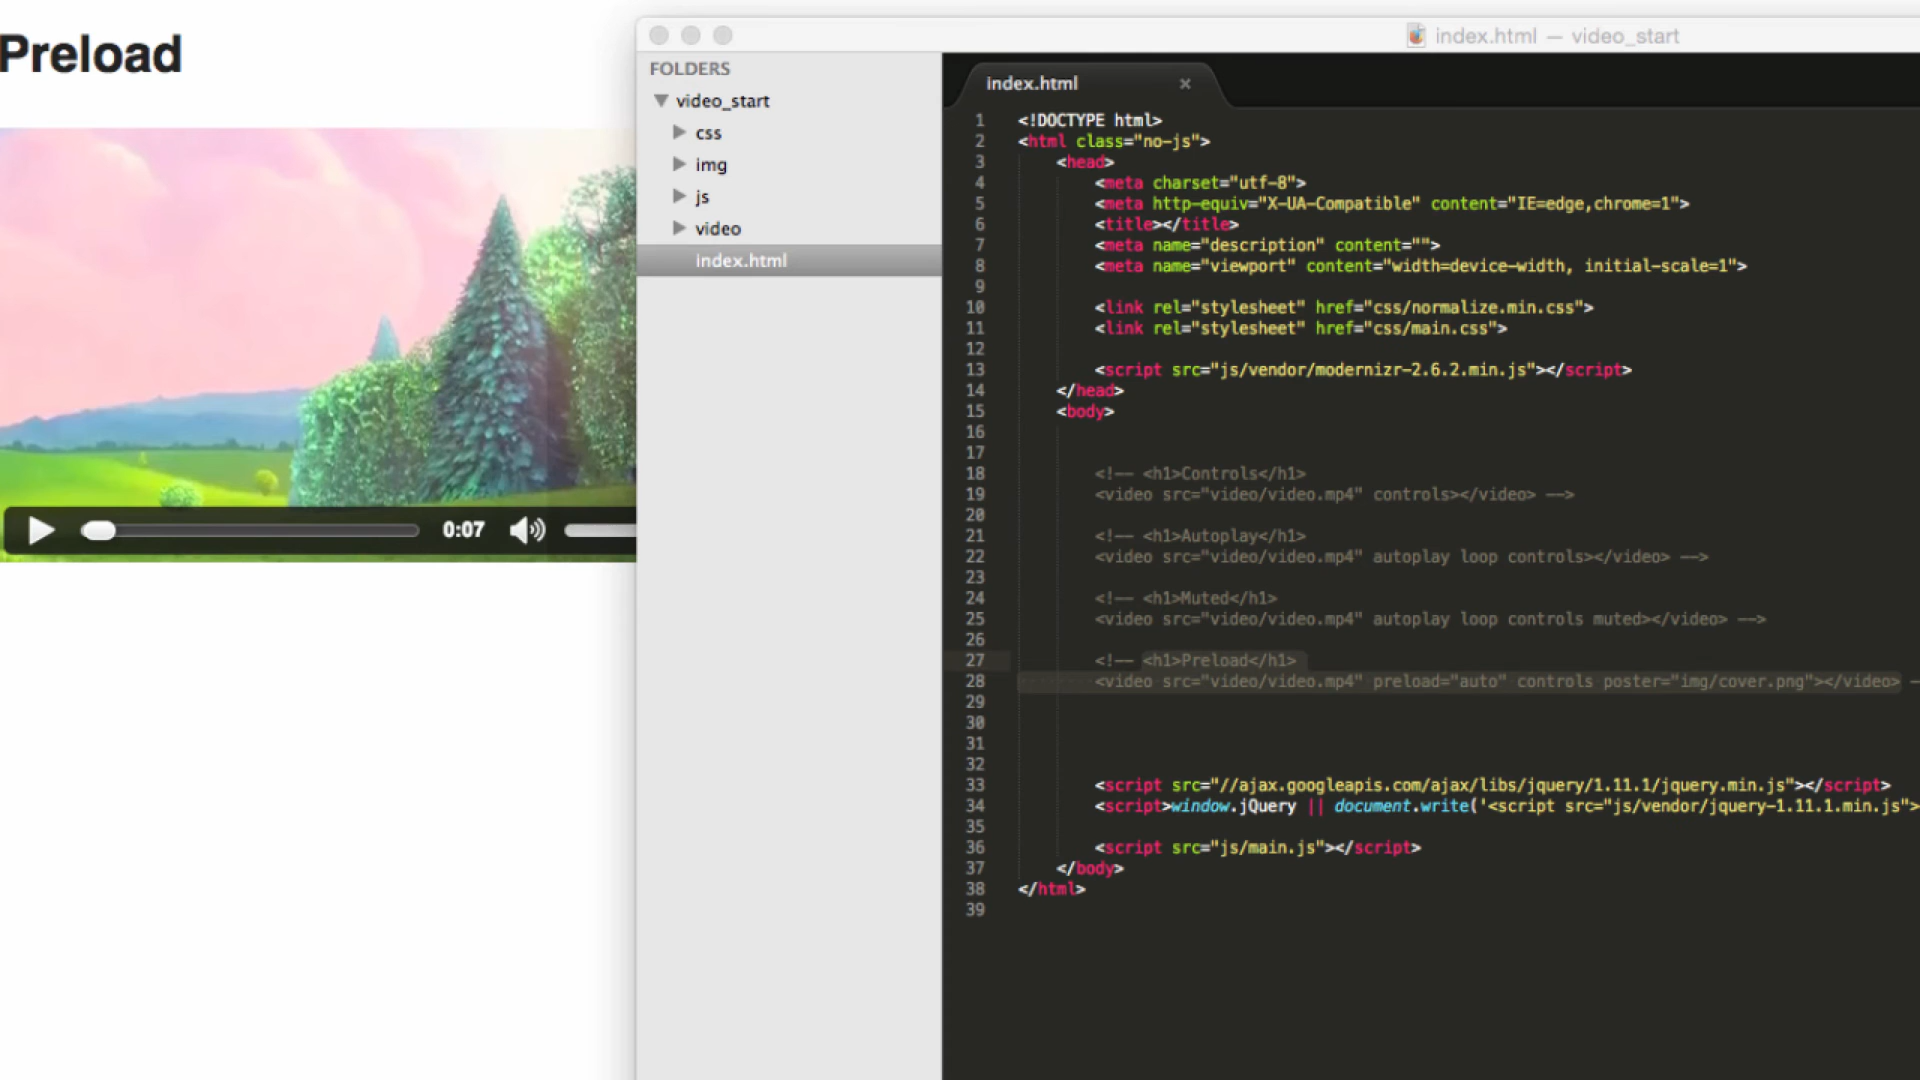 Preload
0:07
index.html — video_start
FOLDERS
video_start
css
img
js
video
index.html
index.html
1 <!DOCTYPE html>
2 <html class="no-js">
3 <head>
4 <meta charset="utf-8">
5 <meta http-equiv="X-UA-Compatible" content="IE=edge,chrome=1">
6 <title></title>
7 <meta name="description" content="">
8 <meta name="viewport" content="width=device-width, initial-scale=1">
9
10 <link rel="stylesheet" href="css/normalize.min.css">
11 <link rel="stylesheet" href="css/main.css">
12
13 <script src="js/vendor/modernizr-2.6.2.min.js"></script>
14 </head>
15 <body>
16
17
18 <!-- <h1>Controls</h1>
19 <video src="video/video.mp4" controls></video> -->
20
21 <!-- <h1>Autoplay</h1>
22 <video src="video/video.mp4" autoplay loop controls></video> -->
23
24 <!-- <h1>Muted</h1>
25 <video src="video/video.mp4" autoplay loop controls muted></video> -->
26
27 <!-- <h1>Preload</h1>
28 <video src="video/video.mp4" preload="auto" controls poster="img/cover.png"></video> -
29
30
31
32
33 <script src="//ajax.googleapis.com/ajax/libs/jquery/1.11.1/jquery.min.js"></script>
34 <script>window.jQuery || document.write('<script src="js/vendor/jquery-1.11.1.min.js">
35
36 <script src="js/main.js"></script>
37 </body>
38 </html>
39